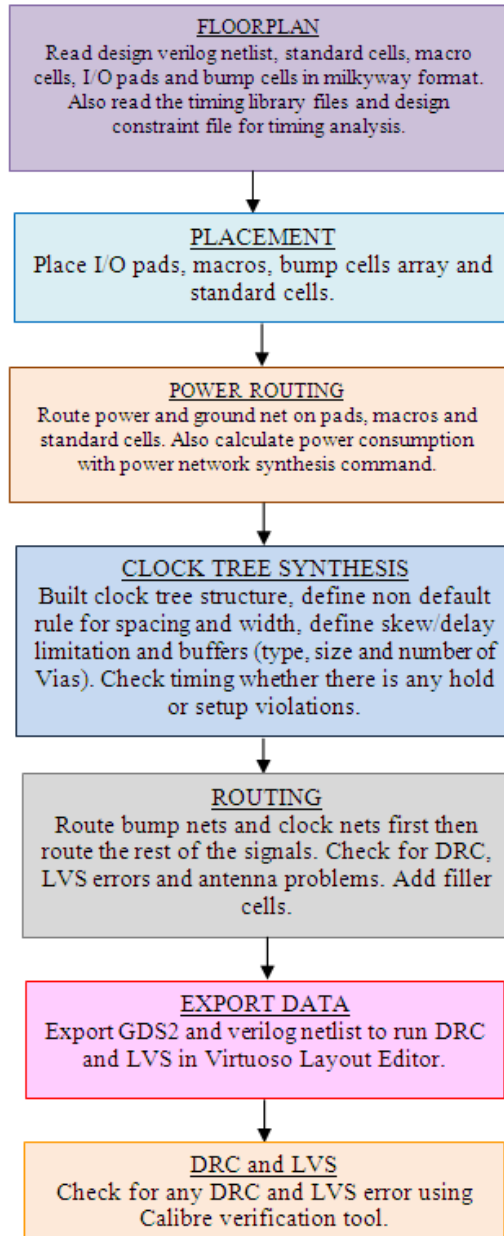 FLOORPLAN
Read design verilog netlist, standard cells, macro
cells, I/O pads and bump cells in milkyway format.
Also read the timing library files and design
constraint file for timing analysis.
PLACEMENT
Place I/O pads, macros, bump cells array and
standard cells.
POWER ROUTING
Route power and ground net on pads, macros and
standard cells. Also calculate power consumption
with power network synthesis command.
CLOCK TREE SYNTHESIS
Built clock tree structure, define non default
rule for spacing and width, define skew/delay
limitation and buffers (type, size and number of
Vias). Check timing whether there is any hold
or setup violations.
ROUTING
Route bump nets and clock nets first then
route the rest of the signals. Check for DRC,
LVS errors and antenna problems. Add filler
cells.
EXPORT DATA
Export GDS2 and verilog netlist to run DRC
and LVS in Virtuoso Layout Editor.
DRC and LVS
Check for any DRC and LVS error using
Calibre verification tool.